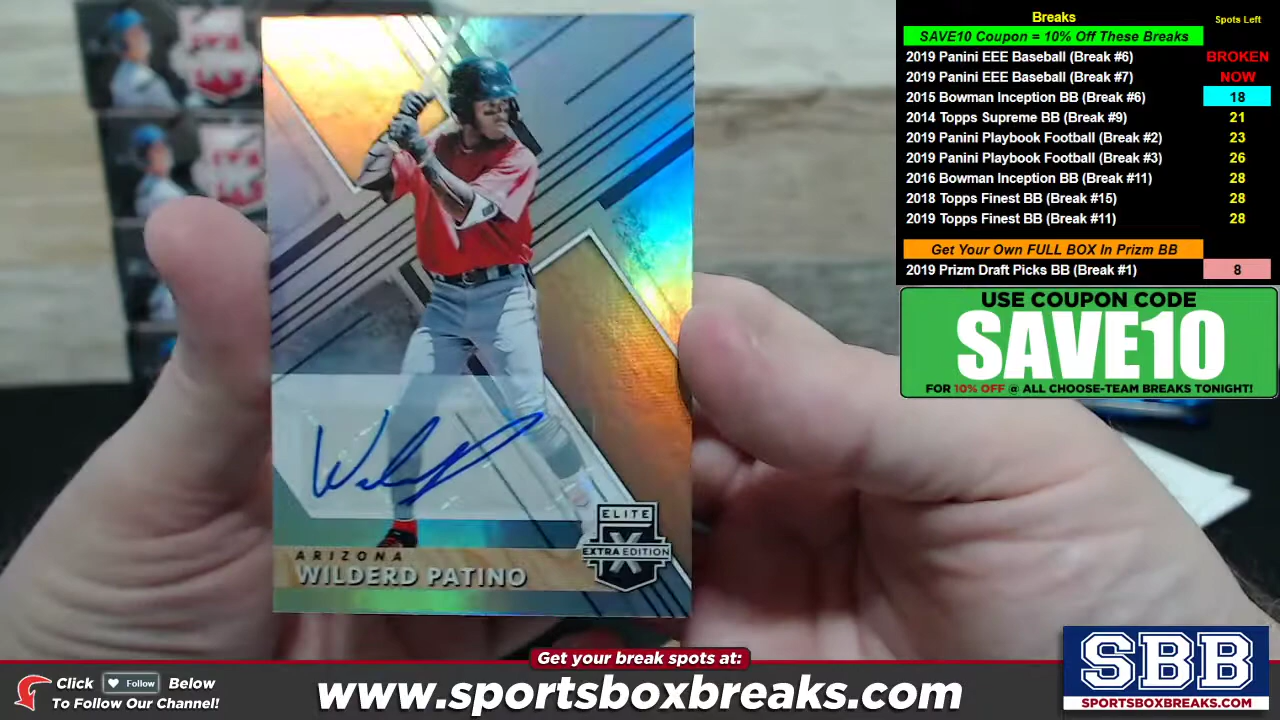 Breaks
Spots Left
SAVE10 Coupon = 10% Off These Breaks
2019 Panini EEE Baseball (Break #6) BROKEN
2019 Panini EEE Baseball (Break #7) NOW
2015 Bowman Inception BB (Break #6) 18
2014 Topps Supreme BB (Break #9) 21
2019 Panini Playbook Football (Break #2) 23
2019 Panini Playbook Football (Break #3) 26
2016 Bowman Inception BB (Break #11) 28
2018 Topps Finest BB (Break #15) 28
2019 Topps Finest BB (Break #11) 28
Get Your Own FULL BOX In Prizm BB
2019 Prizm Draft Picks BB (Break #1) 8
USE COUPON CODE
SAVE10
FOR 10% OFF @ ALL CHOOSE-TEAM BREAKS TONIGHT!
ELITE
X
EXTRA EDITION
ARIZONA
WILDERD PATINO
Get your break spots at:
www.sportsboxbreaks.com
Click Follow Below
To Follow Our Channel!
SBB
SPORTSBOXBREAKS.COM